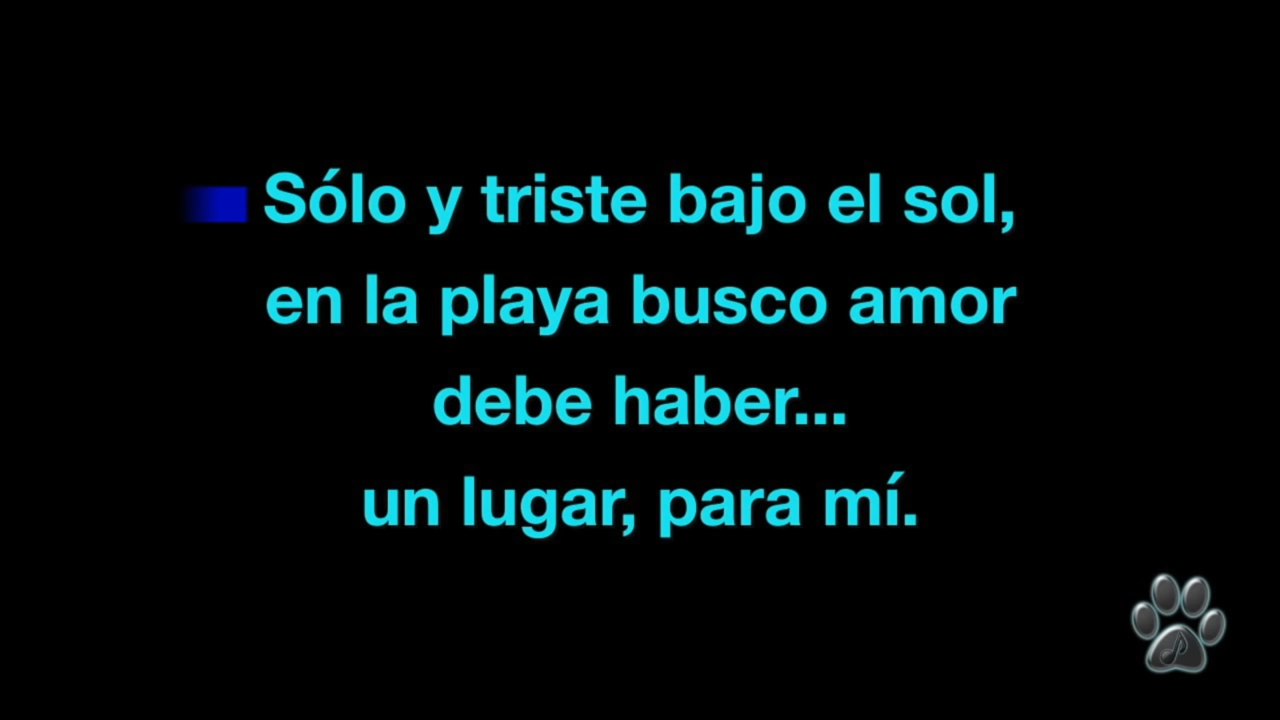 Sólo y triste bajo el sol,
en la playa busco amor
debe haber...
un lugar, para mí.